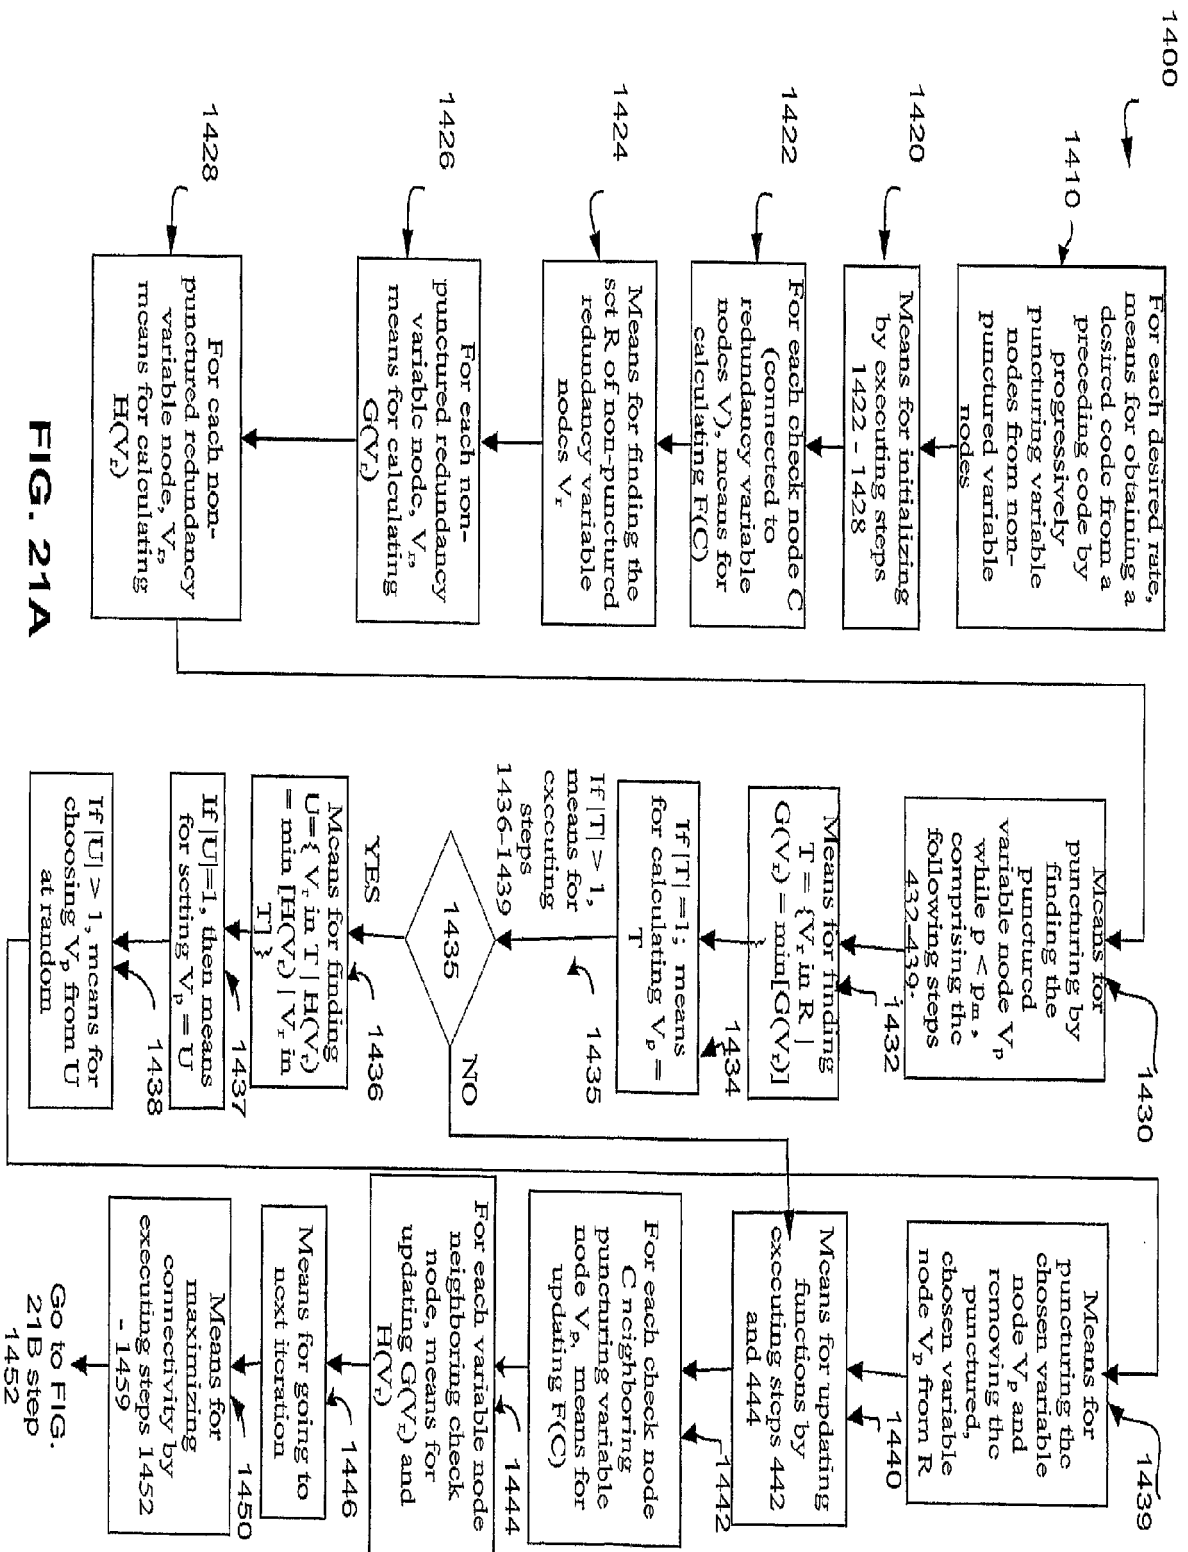 1400
1410
For each desired rate,
means for obtaining a
desired code from a
preceding code by
progressively
puncturing variable
nodes from non-
punctured variable
nodes
1420
Means for initializing
by executing steps
1422 - 1428
1422
For each check node C
(connected to
redundancy variable
nodes V), means for
calculating F(C)
1424
Means for finding the
set R of non-punctured
redundancy variable
nodes Vr
1426
For each non-
punctured redundancy
variable node, Vr,
means for calculating
G(Vr)
1428
For each non-
punctured redundancy
variable node, Vr,
means for calculating
H(Vr)
1430
Means for
puncturing by
finding the
punctured
variable node Vp
while p < pm,
comprising the
following steps
432-439.
1432
Means for finding
T = {Vr in R |
G(Vr) = min[G(Vr)]
}
1434
If |T|=1, means
for calculating Vp =
T
1435
If |T| > 1,
means for
executing
steps
1436-1439
1435
YES
NO
1436
Means for finding
U={ Vr in T | H(Vr)
= min [H(Vr) | Vr in
T] }
1437
If |U|=1, then means
for setting Vp = U
1438
If |U| > 1, means for
choosing Vp from U
at random
1439
Means for
puncturing the
chosen variable
node Vp and
removing the
punctured,
chosen variable
node Vp from R
1440
Means for updating
functions by
executing steps 442
and 444
1442
For each check node
C neighboring
puncturing variable
node Vp, means for
updating F(C)
1444
For each variable node
neighboring check
node, means for
updating G(Vr) and
H(Vr)
1446
Means for going to
next iteration
1450
Means for
maximizing
connectivity by
executing steps 1452
- 1459
Go to FIG.
21B step
1452
FIG. 21A